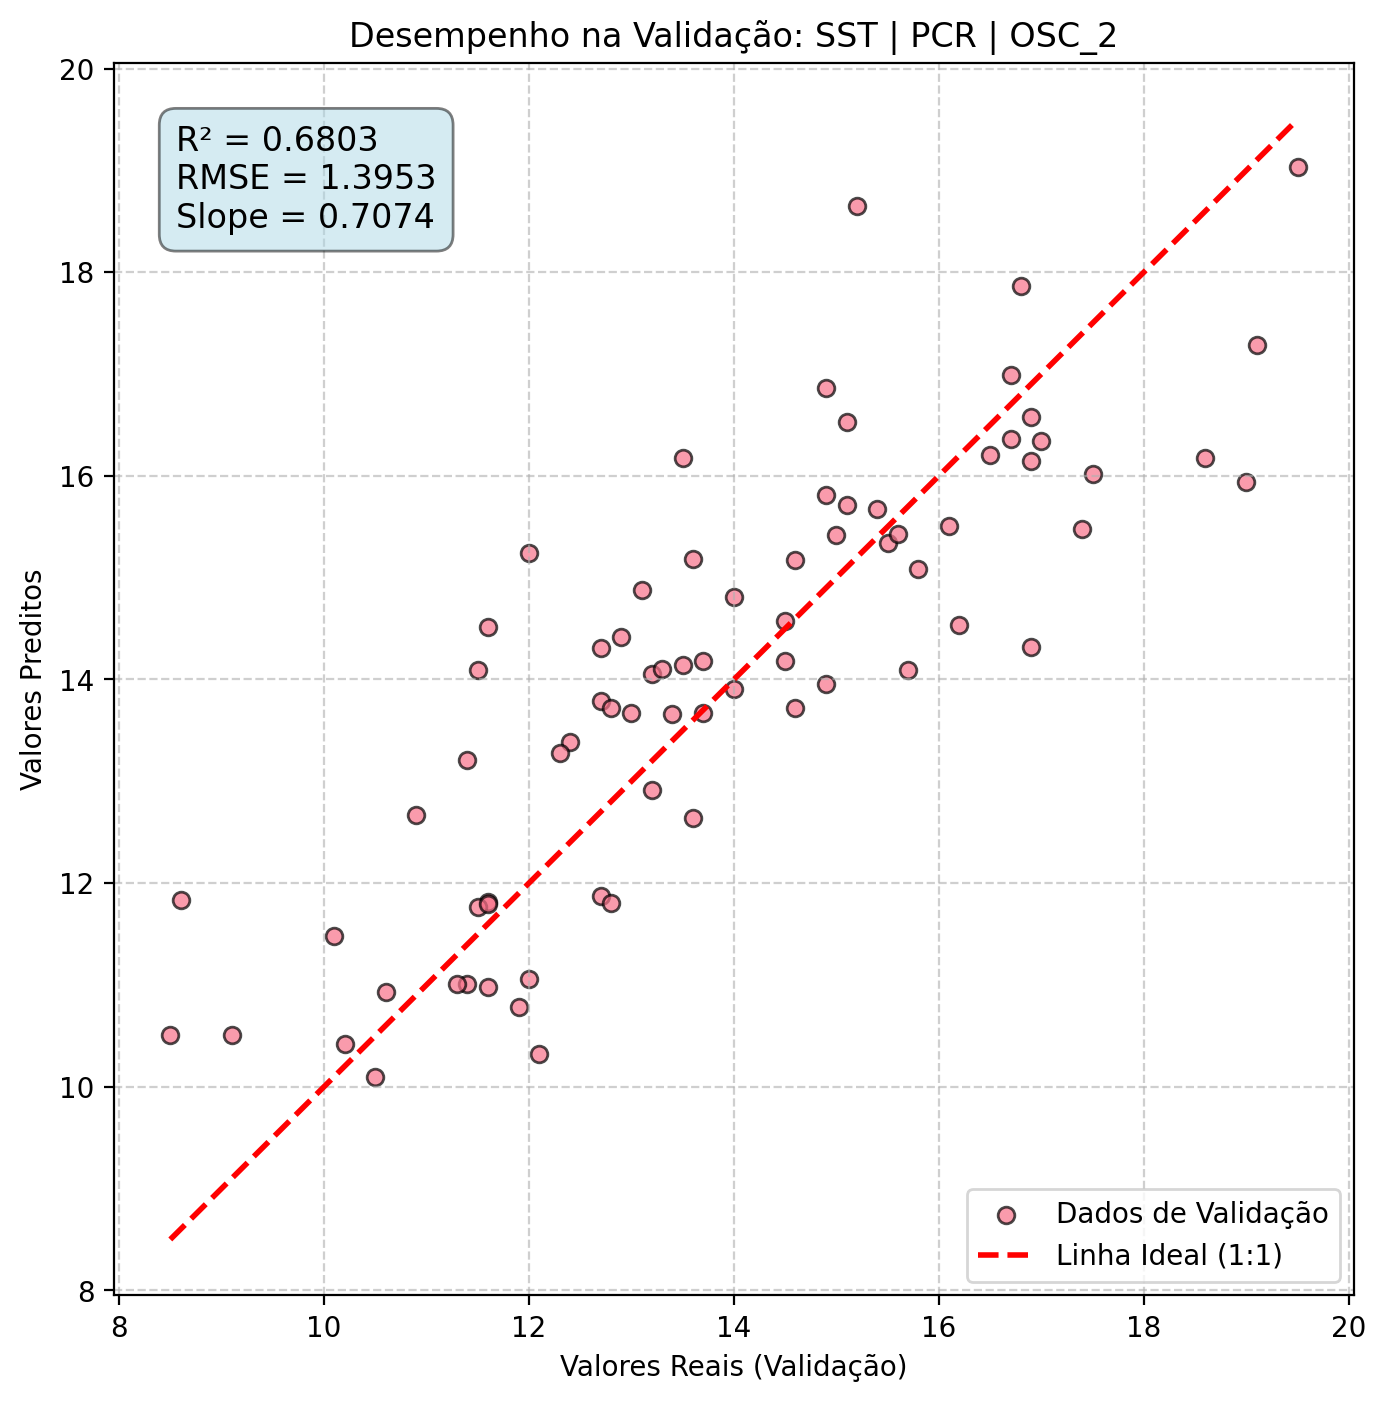 Desempenho na Validação: SST | PCR | OSC_2
R² = 0.6803
RMSE = 1.3953
Slope = 0.7074
Valores Preditos
20
18
16
14
12
10
8
8 10 12 14 16 18 20
Valores Reais (Validação)
Dados de Validação
Linha Ideal (1:1)